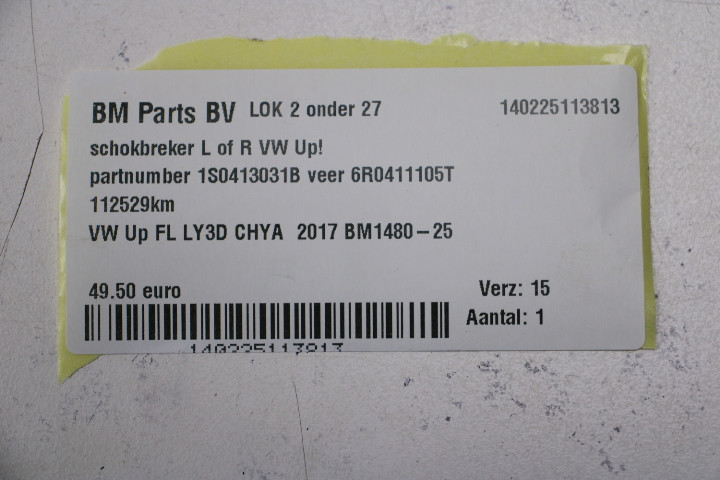 BM Parts BV LOK 2 onder 27 140225113813
schokbreker L of R VW Up!
partnumber 1S0413031B veer 6R0411105T
112529km
VW Up FL LY3D CHYA 2017 BM1480-25
49.50 euro Verz: 15
Aantal: 1
140225113813